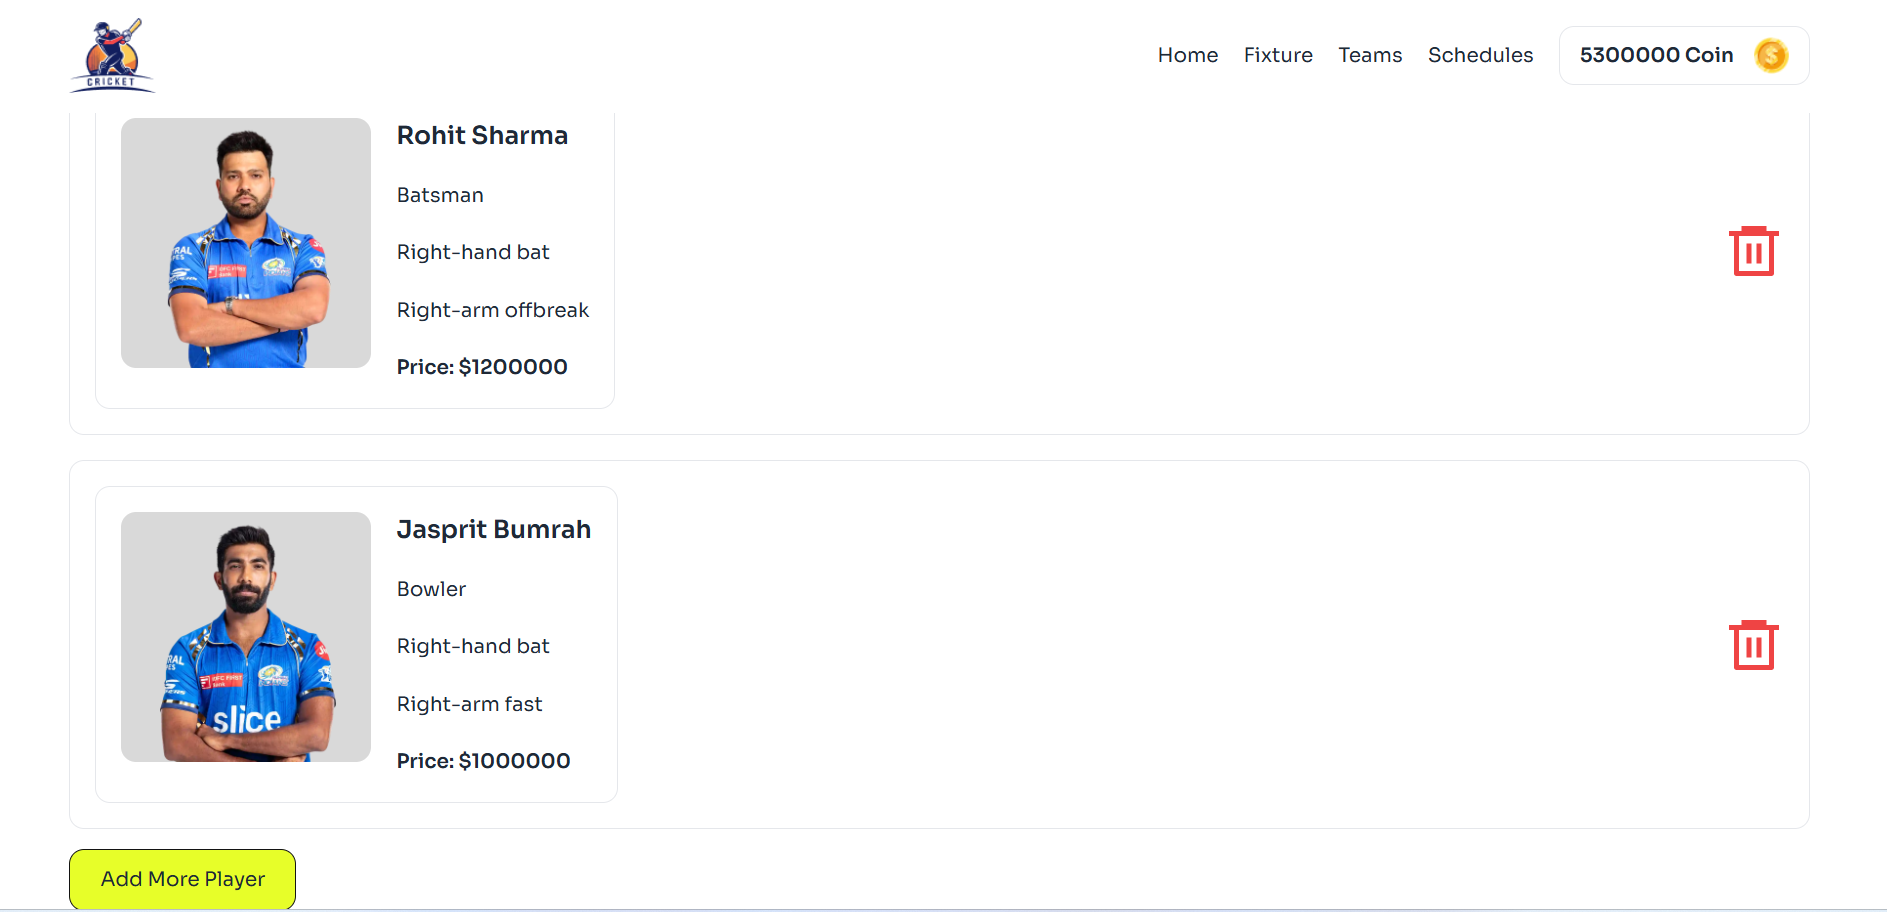 CRICKET
Home Fixture Teams Schedules 5300000 Coin
Rohit Sharma
Batsman
Right-hand bat
Right-arm offbreak
Price: $1200000
Jasprit Bumrah
Bowler
Right-hand bat
Right-arm fast
slice
Price: $1000000
Add More Player